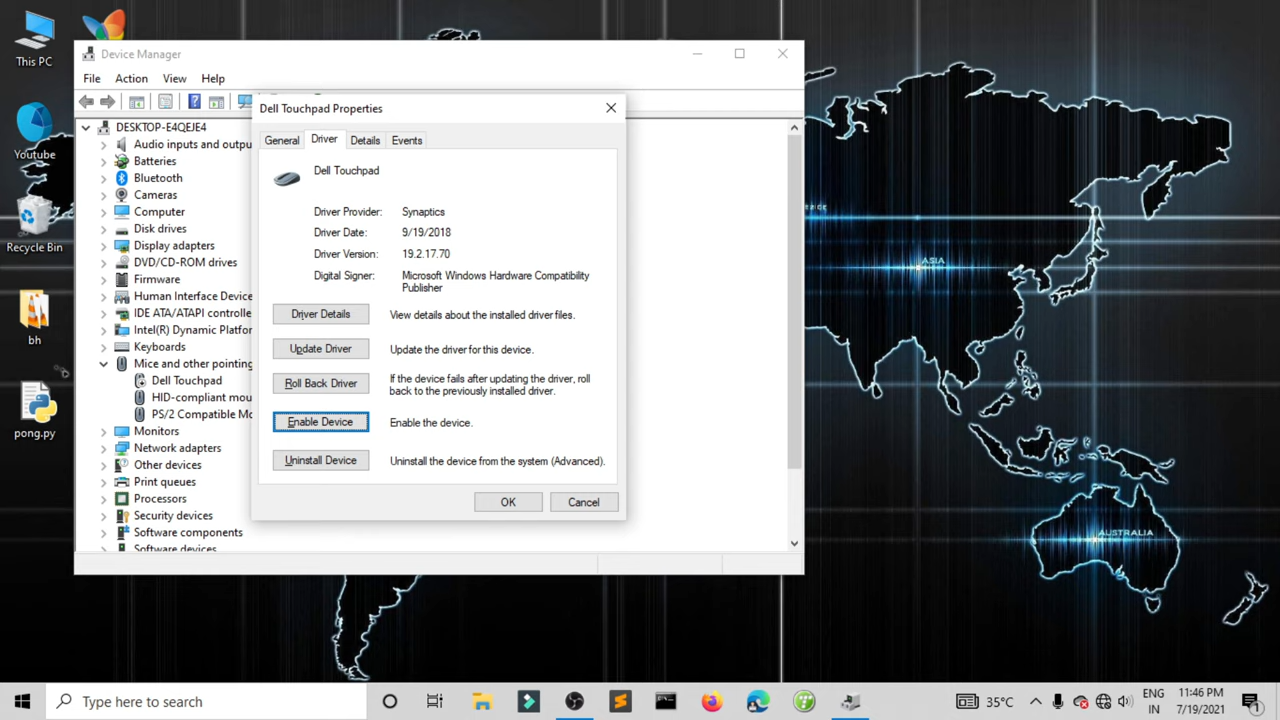 This PC
Youtube
Recycle Bin
bh
pong.py
Device Manager
File Action View Help
DESKTOP-E4QEJE4
Audio inputs and outpu
Batteries
Bluetooth
Cameras
Computer
Disk drives
Display adapters
DVD/CD-ROM drives
Firmware
Human Interface Device
IDE ATA/ATAPI controlle
Intel(R) Dynamic Platfor
Keyboards
Mice and other pointing
Dell Touchpad
HID-compliant mou
PS/2 Compatible Mo
Monitors
Network adapters
Other devices
Print queues
Processors
Security devices
Software components
Software devices
Dell Touchpad Properties
General Driver Details Events
Dell Touchpad
Driver Provider: Synaptics
Driver Date: 9/19/2018
Driver Version: 19.2.17.70
Digital Signer: Microsoft Windows Hardware Compatibility
Publisher
Driver Details View details about the installed driver files.
Update Driver Update the driver for this device.
Roll Back Driver If the device fails after updating the driver, roll
back to the previously installed driver.
Enable Device Enable the device.
Uninstall Device Uninstall the device from the system (Advanced).
OK Cancel
ASIA
AUSTRALIA
Type here to search
35°C
ENG
IN
11:46 PM
7/19/2021
1